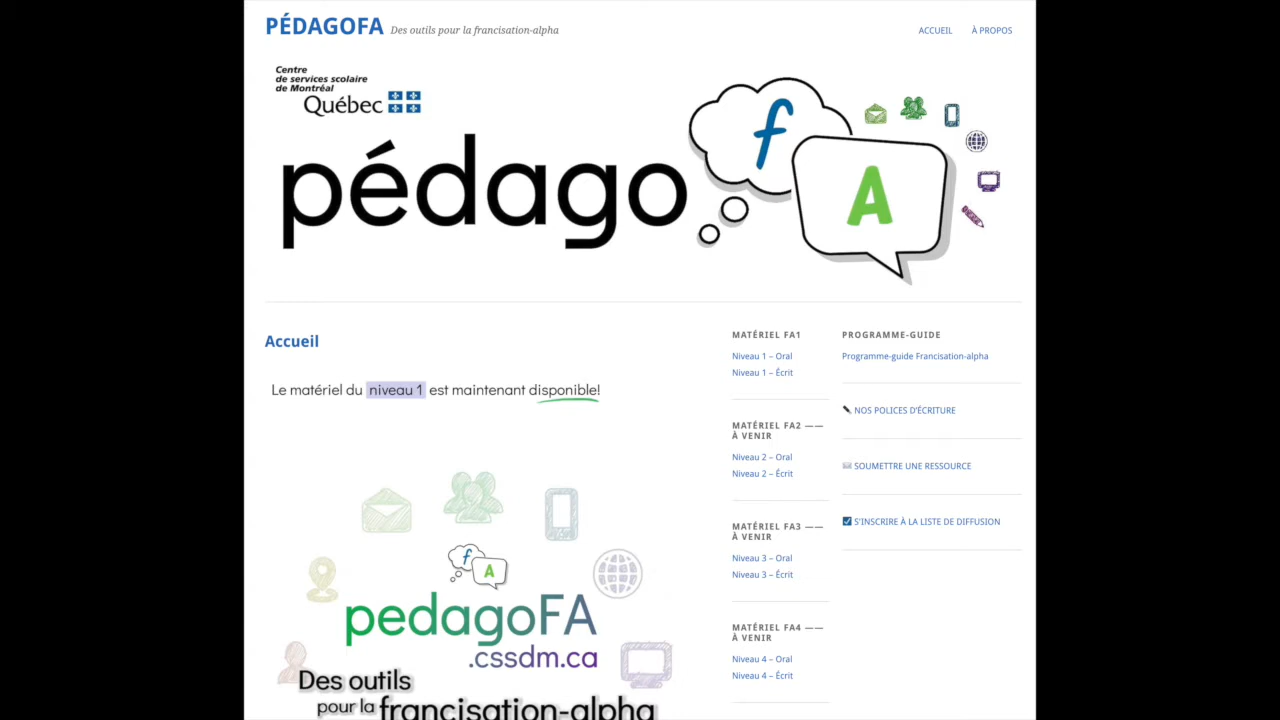 PÉDAGOFA Des outils pour la francisation-alpha
ACCUEIL À PROPOS
Centre
de services scolaire
de Montréal
Québec
pédago
f
A
Accueil
Le matériel du niveau 1 est maintenant disponible!
f
A
pedagoFA
.cssdm.ca
Des outils
pour la francisation-alpha
MATÉRIEL FA1
Niveau 1 – Oral
Niveau 1 – Écrit
MATÉRIEL FA2 ——
À VENIR
Niveau 2 – Oral
Niveau 2 – Écrit
MATÉRIEL FA3 ——
À VENIR
Niveau 3 – Oral
Niveau 3 – Écrit
MATÉRIEL FA4 ——
À VENIR
Niveau 4 – Oral
Niveau 4 – Écrit
PROGRAMME-GUIDE
Programme-guide Francisation-alpha
NOS POLICES D'ÉCRITURE
SOUMETTRE UNE RESSOURCE
S'INSCRIRE À LA LISTE DE DIFFUSION